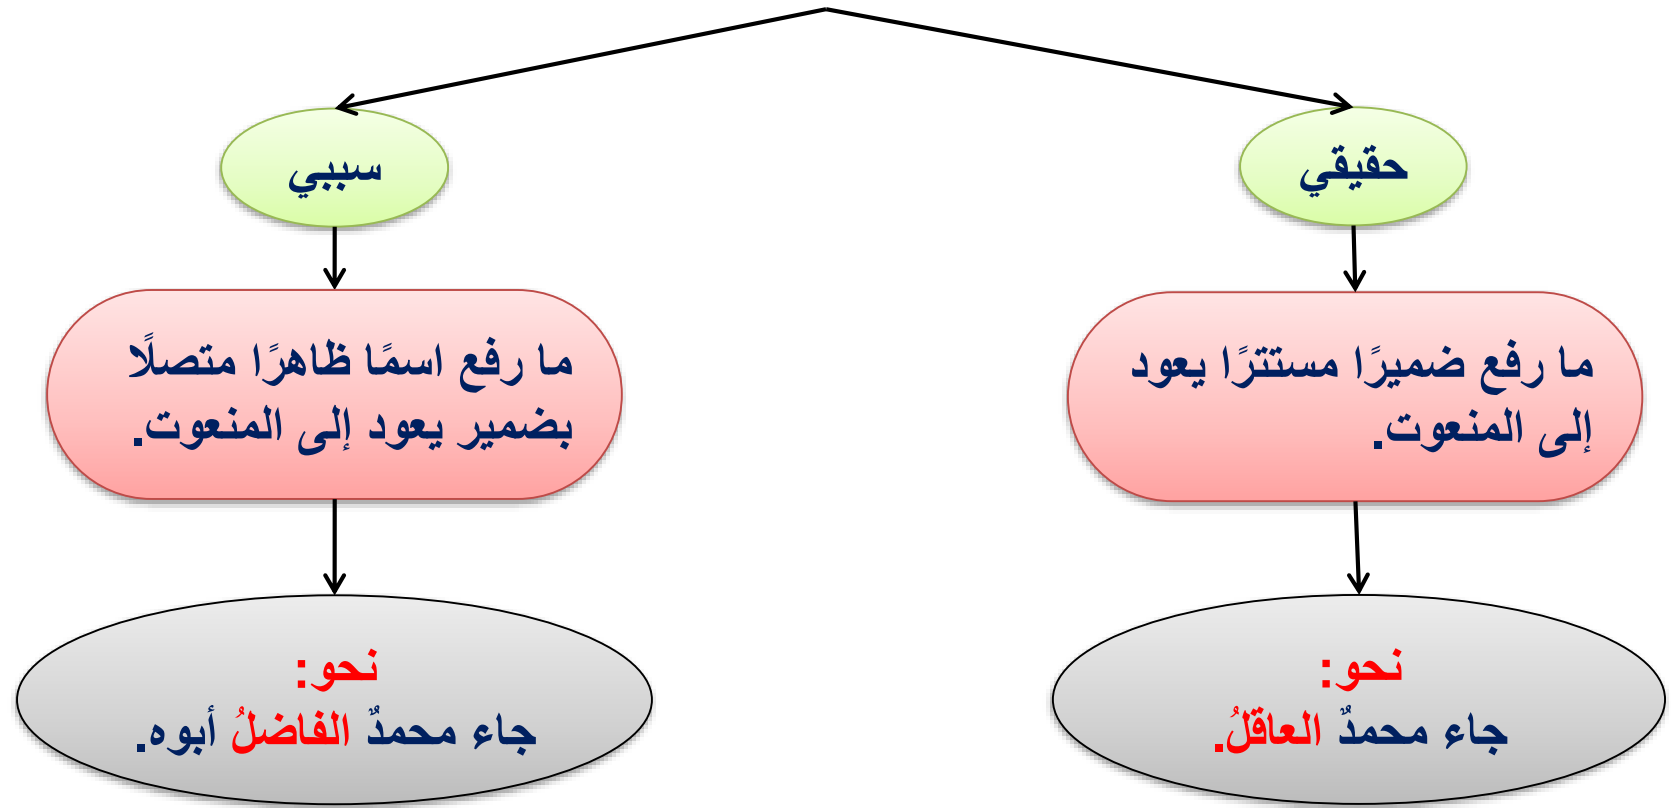 حقيقي
ما رفع ضميرًا مستترًا يعود
إلى المنعوت.
نحو:
جاء محمدٌ العاقلُ.
سببي
ما رفع اسمًا ظاهرًا متصلًا
بضمير يعود إلى المنعوت.
نحو:
جاء محمدٌ الفاضلُ أبوه.